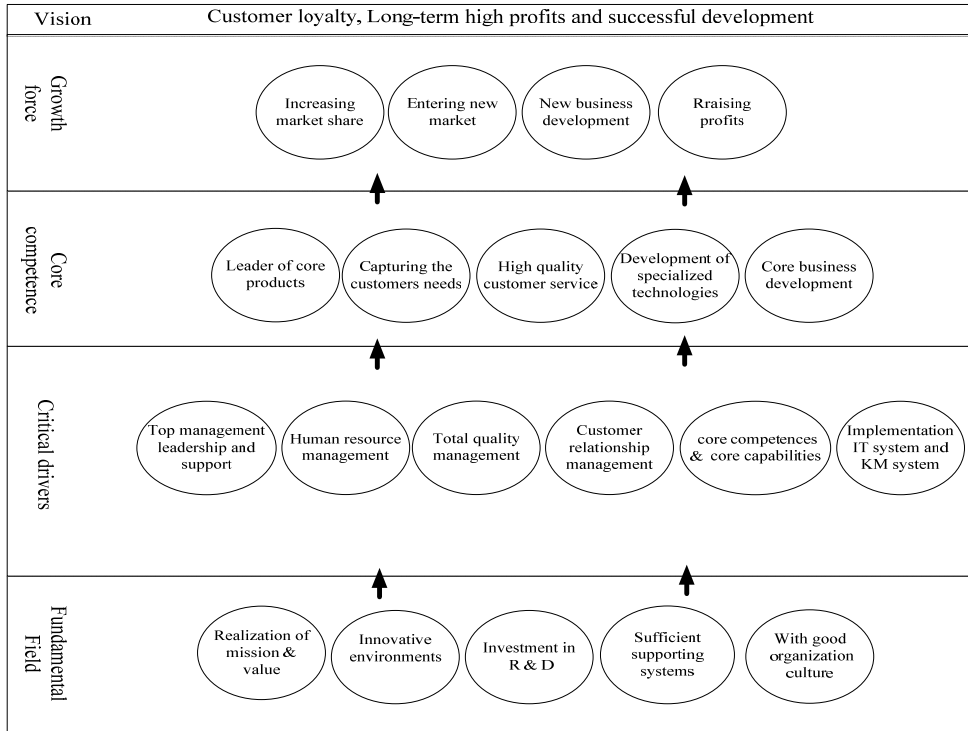 Vision
Customer loyalty, Long-term high profits and successful development
Growth
force
Increasing
market share
Entering new
market
New business
development
Rraising
profits
Core
competence
Leader of core
products
Capturing the
customers needs
High quality
customer service
Development of
specialized
technologies
Core business
development
Critical drivers
Top management
leadership and
support
Human resource
management
Total quality
management
Customer
relationship
management
core competences
& core capabilities
Implementation
IT system and
KM system
Fundamental
Field
Realization of
mission &
value
Innovative
environments
Investment in
R & D
Sufficient
supporting
systems
With good
organization
culture